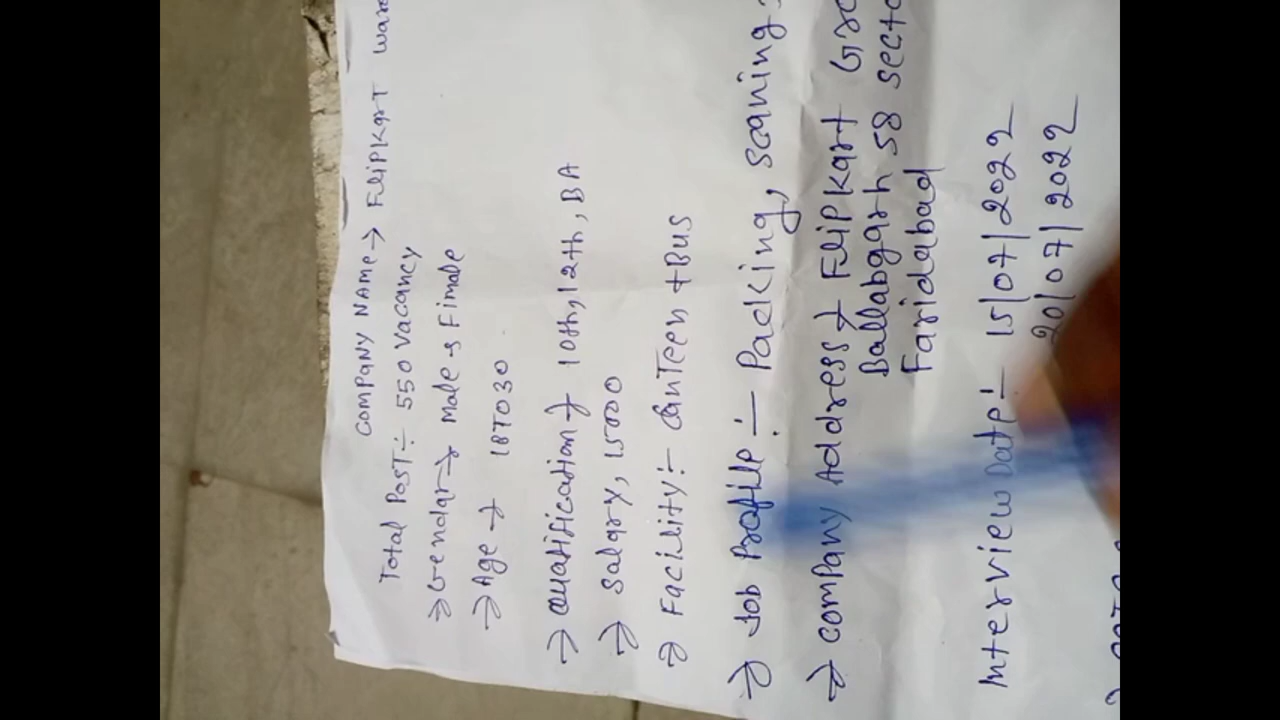 COMPANY NAME → FliPKart
Total Post ÷ 550 Vacancy
→ Gendar → Male → Fimale
→ Age → 18TO30
→ Qualification → 10th, 12th, BA
→ Salary, 15000
→ Facility :- CanTeen + Bus
→ Job Profile :- Packing, scaning
→ company Address → FliPkart
Ballabgarh 58
Faridabad
Interview Date :- 15/07/2022
20/07/2022